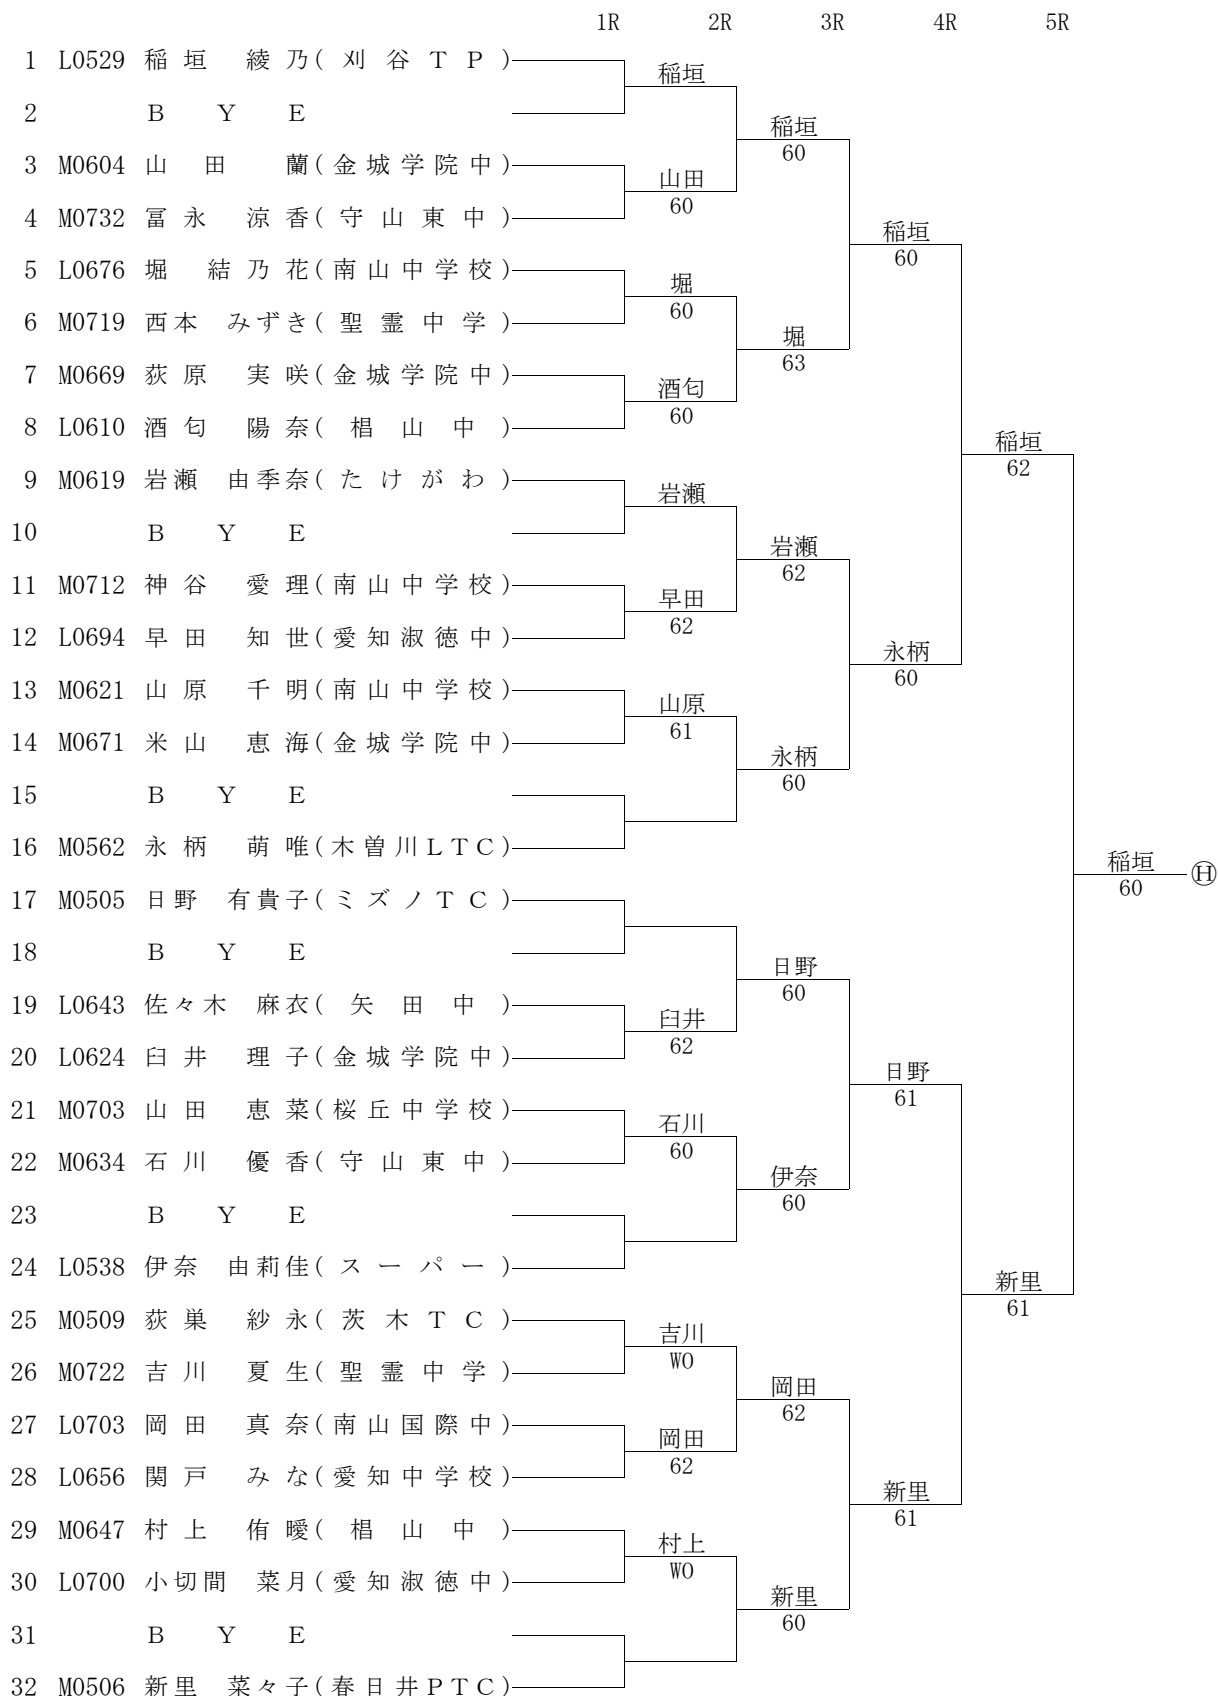 1R 2R 3R 4R 5R
1 L0529 稲垣 綾乃(刈谷ＴＰ)
稲垣
2 ＢＹＥ
稲垣
60
3 M0604 山田 蘭(金城学院中)
山田
60
4 M0732 冨永 涼香(守山東中)
稲垣
60
5 L0676 堀 結乃花(南山中学校)
堀
60
6 M0719 西本 みずき(聖霊中学)
堀
63
7 M0669 荻原 実咲(金城学院中)
酒匂
60
8 L0610 酒匂 陽奈(椙山中)
稲垣
62
9 M0619 岩瀬 由季奈(たけがわ)
岩瀬
10 ＢＹＥ
岩瀬
62
11 M0712 神谷 愛理(南山中学校)
早田
62
12 L0694 早田 知世(愛知淑徳中)
永柄
60
13 M0621 山原 千明(南山中学校)
山原
61
14 M0671 米山 恵海(金城学院中)
永柄
60
15 ＢＹＥ
16 M0562 永柄 萌唯(木曽川ＬＴＣ)
稲垣 Ⓗ
60
17 M0505 日野 有貴子(ミズノＴＣ)
18 ＢＹＥ
日野
60
19 L0643 佐々木 麻衣(矢田中)
臼井
62
20 L0624 臼井 理子(金城学院中)
日野
61
21 M0703 山田 恵菜(桜丘中学校)
石川
60
22 M0634 石川 優香(守山東中)
伊奈
60
23 ＢＹＥ
24 L0538 伊奈 由莉佳(スーパー)
新里
61
25 M0509 荻巣 紗永(茨木ＴＣ)
吉川
WO
26 M0722 吉川 夏生(聖霊中学)
岡田
62
27 L0703 岡田 真奈(南山国際中)
岡田
62
28 L0656 関戸 みな(愛知中学校)
新里
61
29 M0647 村上 侑曖(椙山中)
村上
WO
30 L0700 小切間 菜月(愛知淑徳中)
新里
60
31 ＢＹＥ
32 M0506 新里 菜々子(春日井ＰＴＣ)